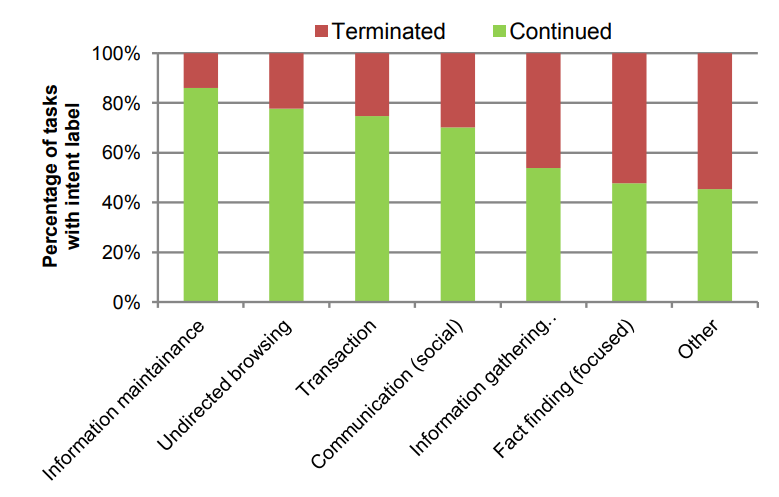 Terminated Continued
Percentage of tasks
with intent label
100%
80%
60%
40%
20%
0%
Information maintainance
Undirected browsing
Transaction
Communication (social)
Information gathering..
Fact finding (focused)
Other